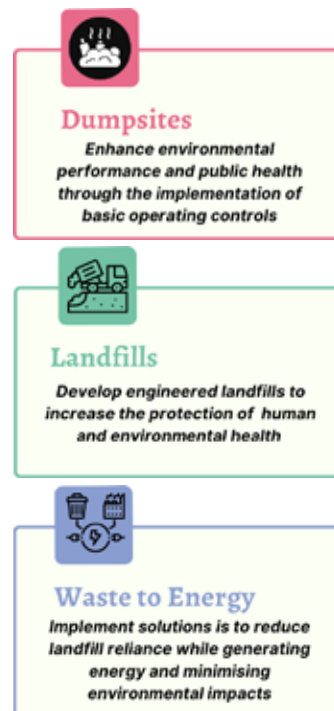 Dumpsites
Enhance environmental
performance and public health
through the implementation of
basic operating controls
Landfills
Develop engineered landfills to
increase the protection of human
and environmental health
Waste to Energy
Implement solutions is to reduce
landfill reliance while generating
energy and minimising
environmental impacts